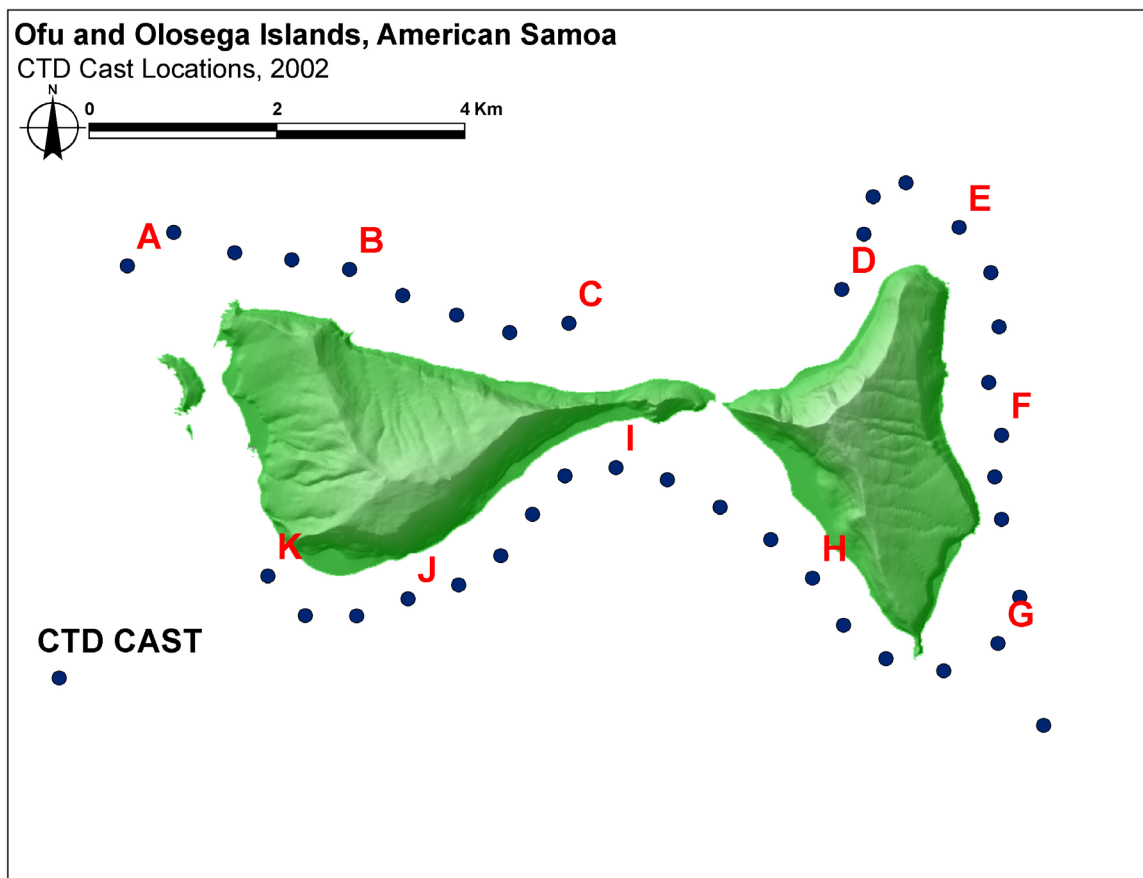 Ofu and Olosega Islands, American Samoa
CTD Cast Locations, 2002
N
0 2 4 Km
E
A B
D
C
F
I
K H
J
G
CTD CAST